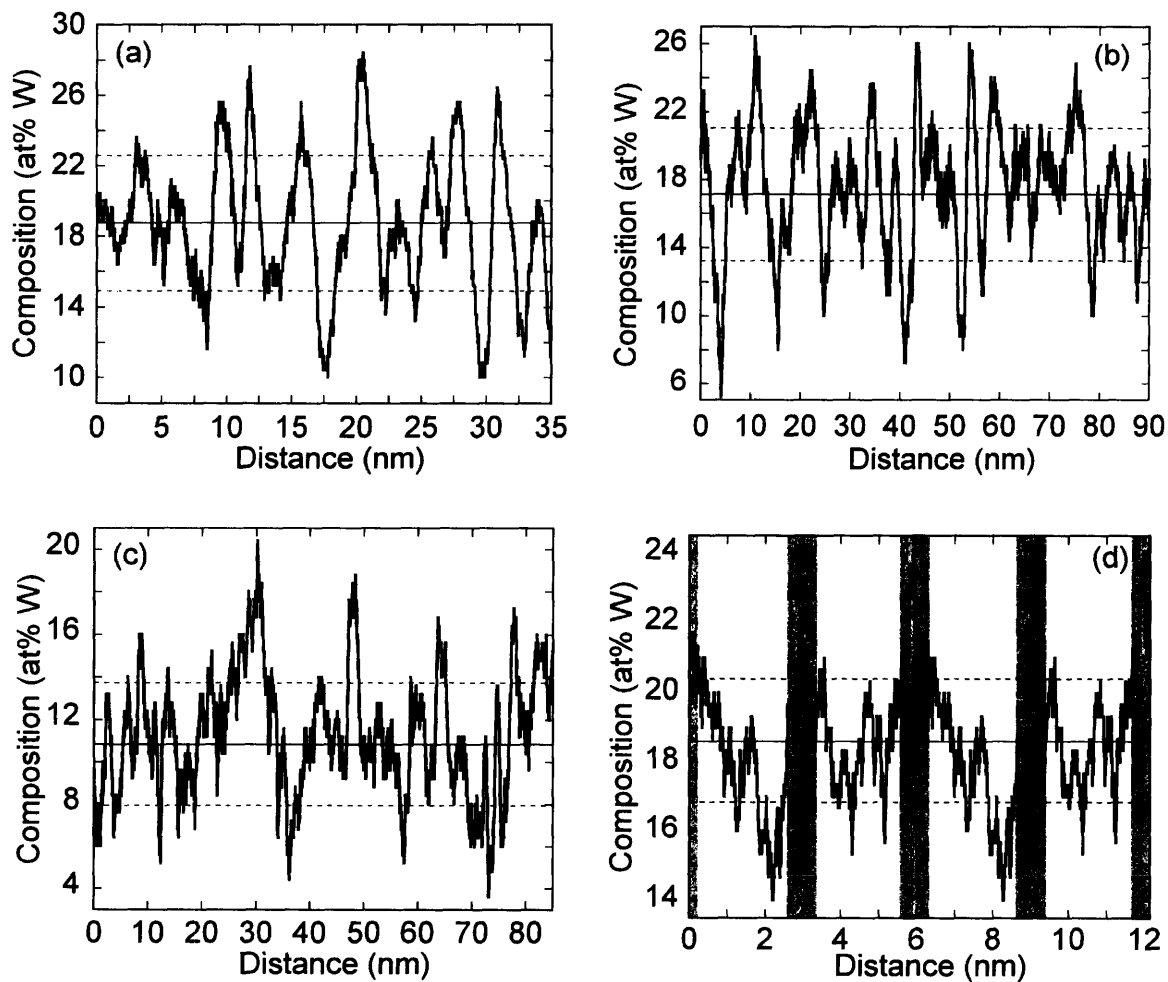 (a)
Composition (at% W)
30
26
22
18
14
10
0 5 10 15 20 25 30 35
Distance (nm)
(b)
Composition (at% W)
26
22
18
14
10
6
0 10 20 30 40 50 60 70 80 90
Distance (nm)
(c)
Composition (at% W)
20
16
12
8
4
0 10 20 30 40 50 60 70 80
Distance (nm)
(d)
Composition (at% W)
24
22
20
18
16
14
0 2 4 6 8 10 12
Distance (nm)